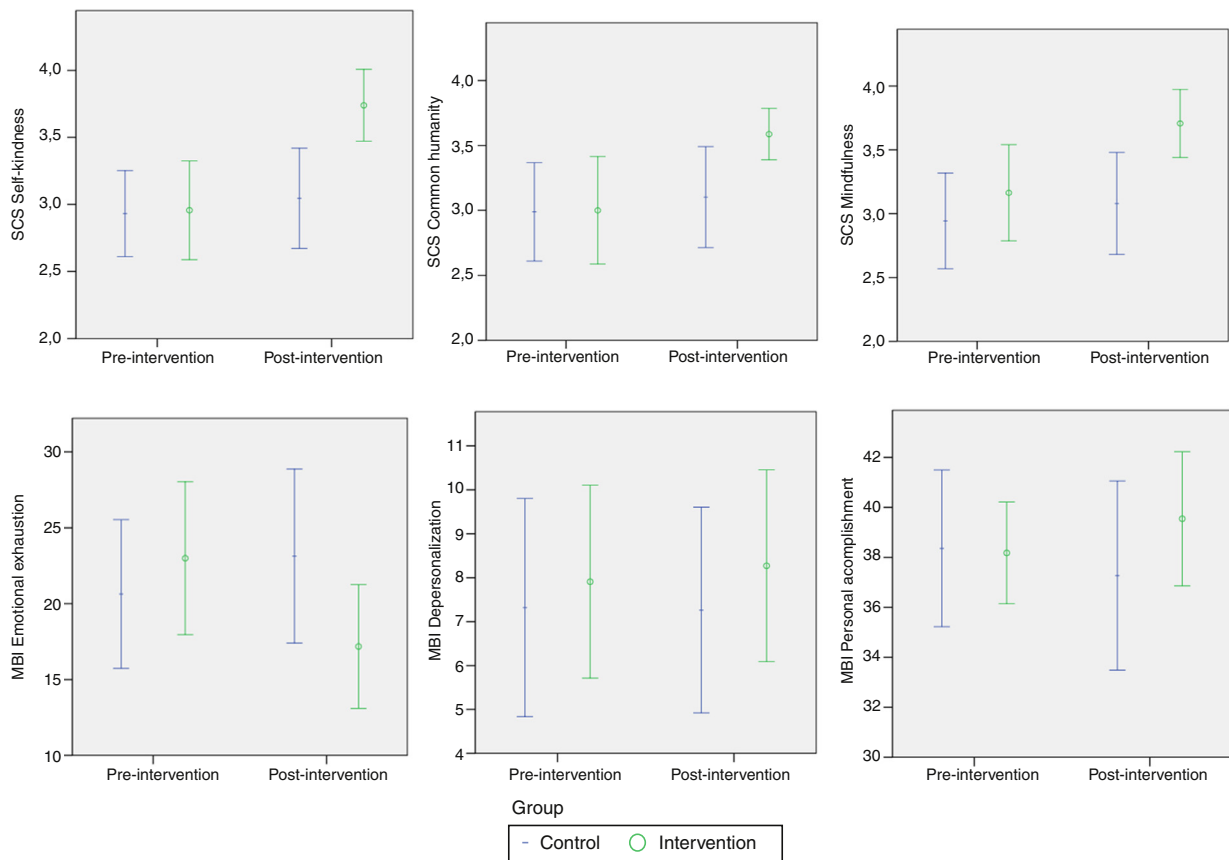 SCS Self-kindness
4,0
3,5
3,0
2,5
2,0
Pre-intervention Post-intervention
SCS Common humanity
4,0
3,5
3,0
2,5
2,0
Pre-intervention Post-intervention
SCS Mindfulness
4,0
3,5
3,0
2,5
2,0
Pre-intervention Post-intervention
MBI Emotional exhaustion
30
25
20
15
10
Pre-intervention Post-intervention
MBI Depersonalization
11
10
9
8
7
6
5
4
Pre-intervention Post-intervention
MBI Personal acomplishment
42
40
38
36
34
32
30
Pre-intervention Post-intervention
Group
Control Intervention